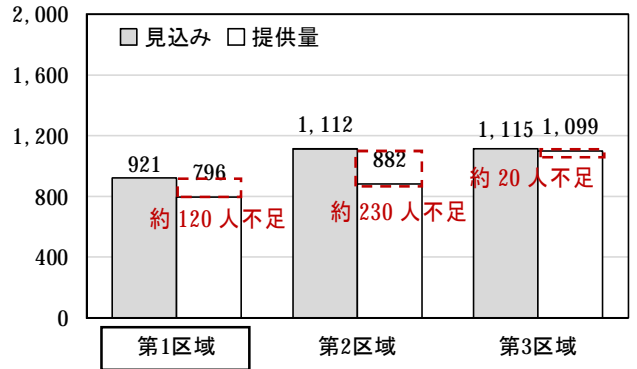 2,000
1,600
1,200
800
400
0
見込み 提供量
921 796
1,112 882
1,115 1,099
約 120 人不足
約 230 人不足
約 20 人不足
第1区域 第2区域 第3区域